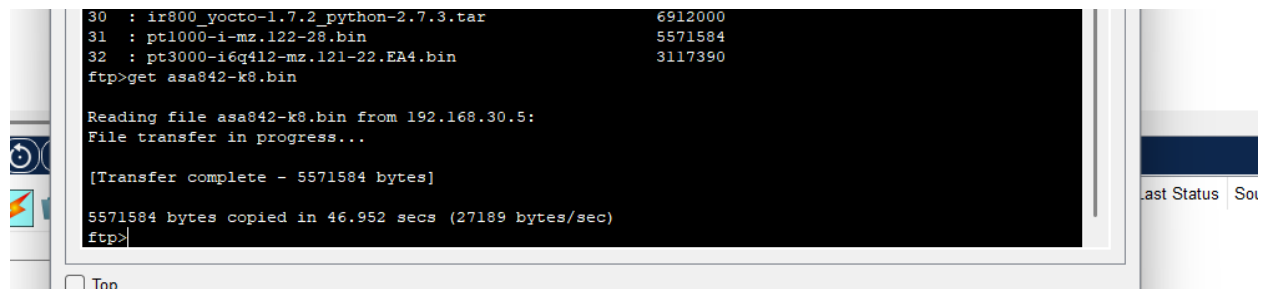 30 : ir800_yocto-1.7.2_python-2.7.3.tar 6912000
31 : pt1000-i-mz.122-28.bin 5571584
32 : pt3000-i6q4l2-mz.121-22.EA4.bin 3117390
ftp>get asa842-k8.bin
Reading file asa842-k8.bin from 192.168.30.5:
File transfer in progress...
[Transfer complete - 5571584 bytes]
5571584 bytes copied in 46.952 secs (27189 bytes/sec)
ftp>
Last Status
Top